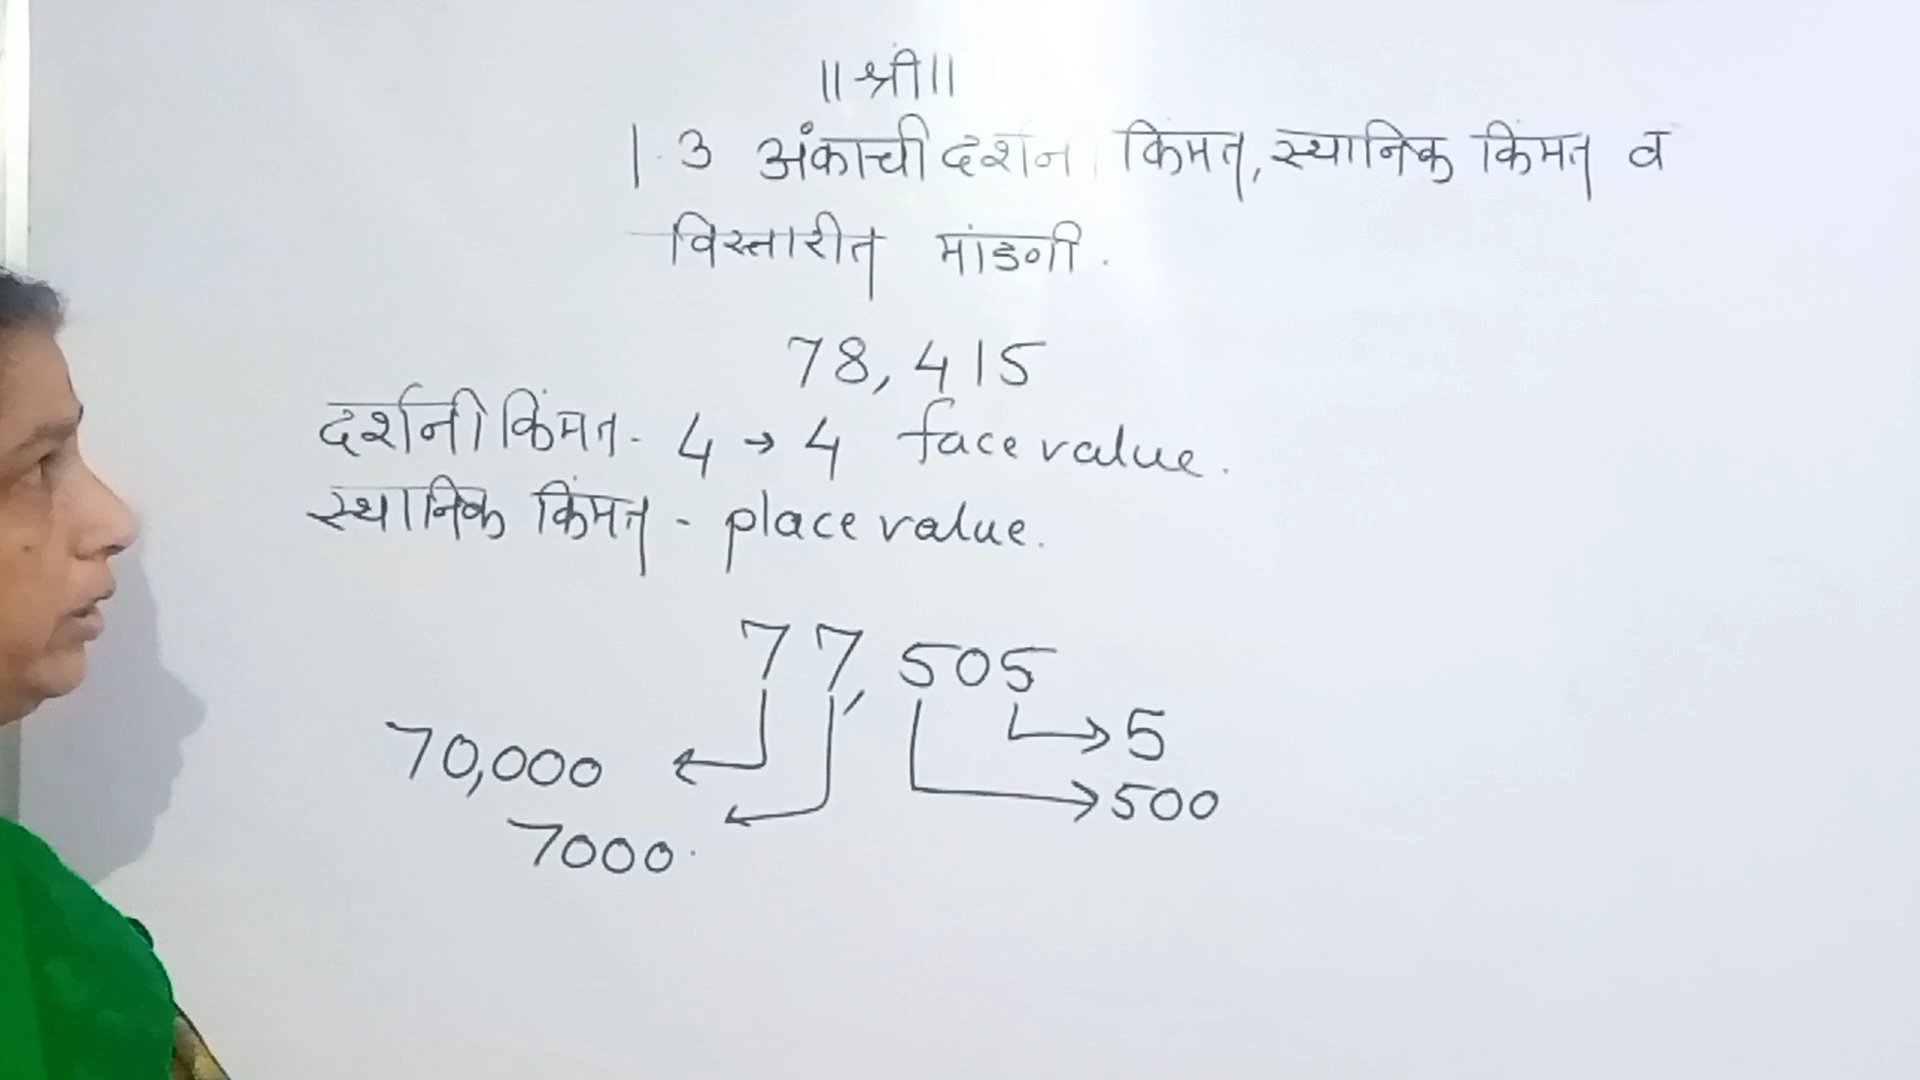 ॥ श्री ॥
1.3 अंकाची दर्शन किंमत, स्थानिक किंमत व
विस्तारीत मांडणी.
78,415
दर्शनी किंमत - 4 → 4 face value.
स्थानिक किंमत - place value.
77,505
70,000 ← → 5
7000. ← → 500